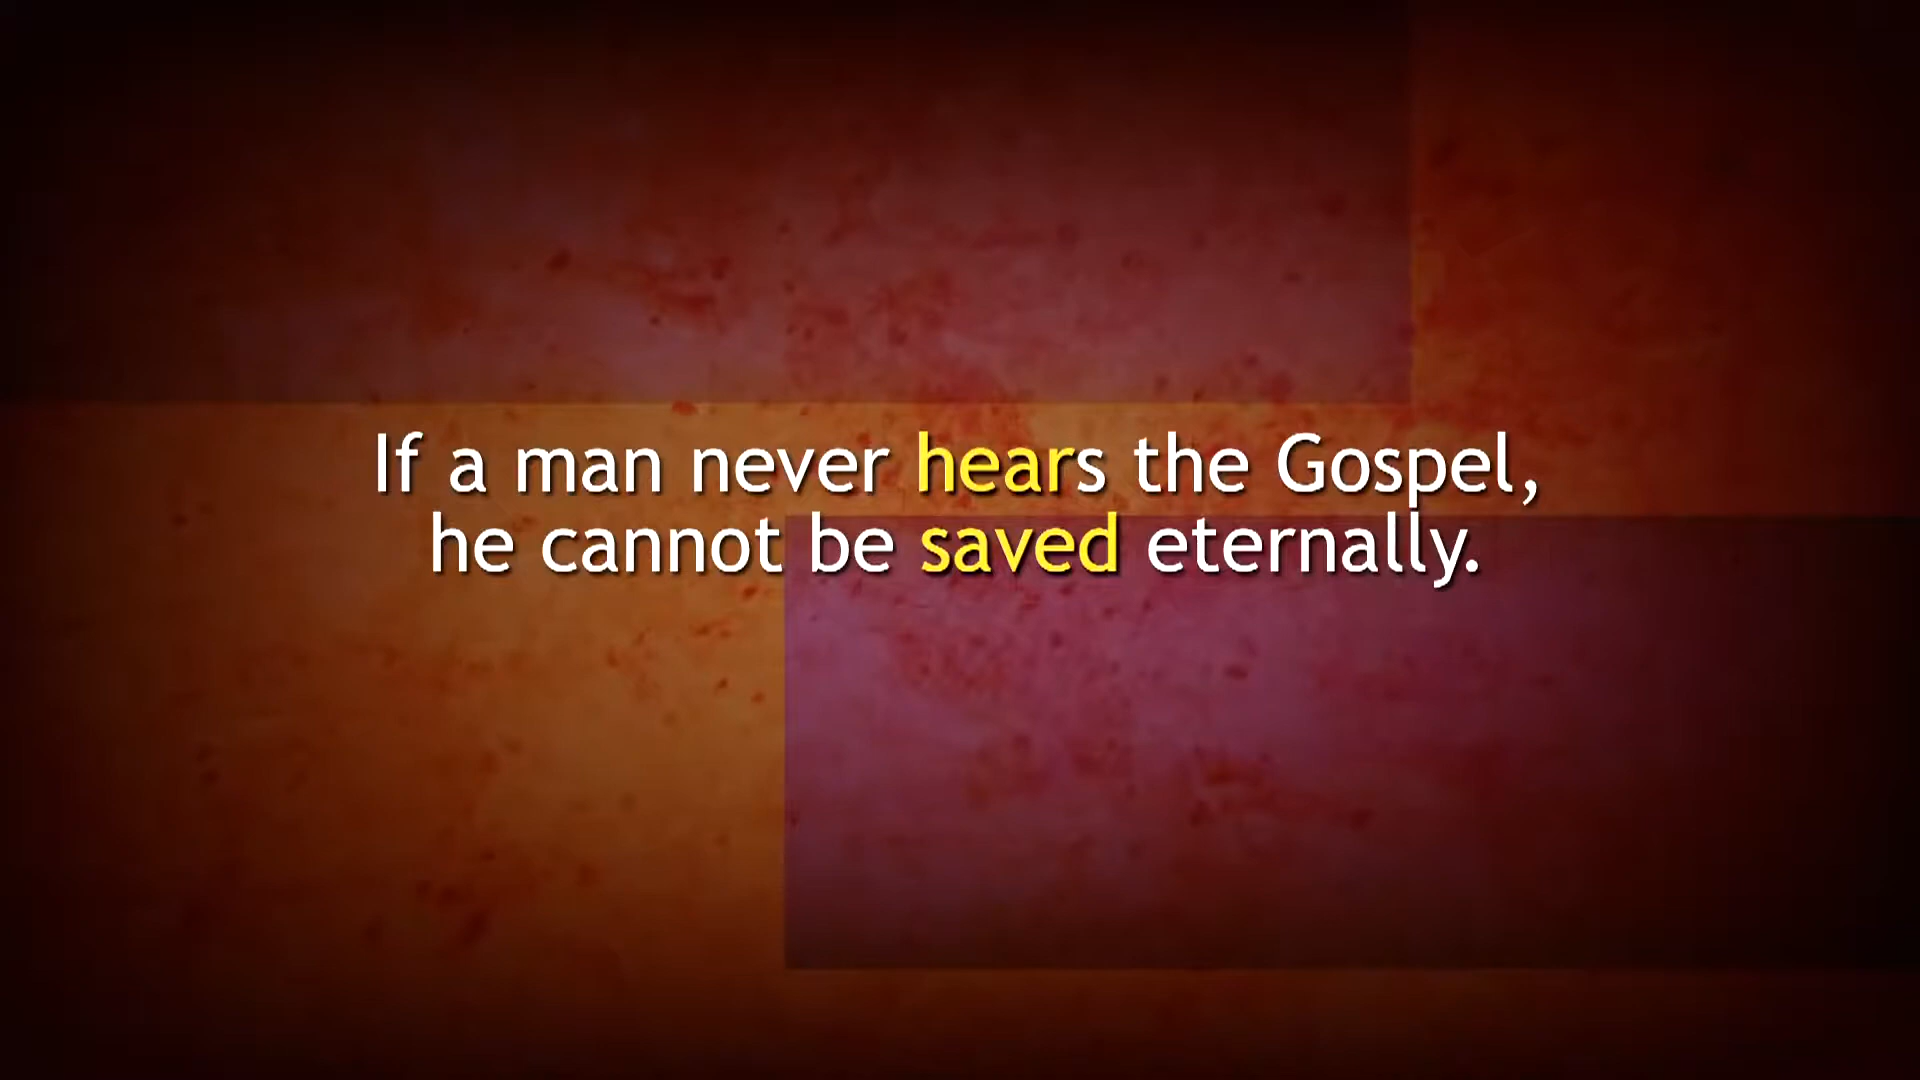 If a man never hears the Gospel,
he cannot be saved eternally.